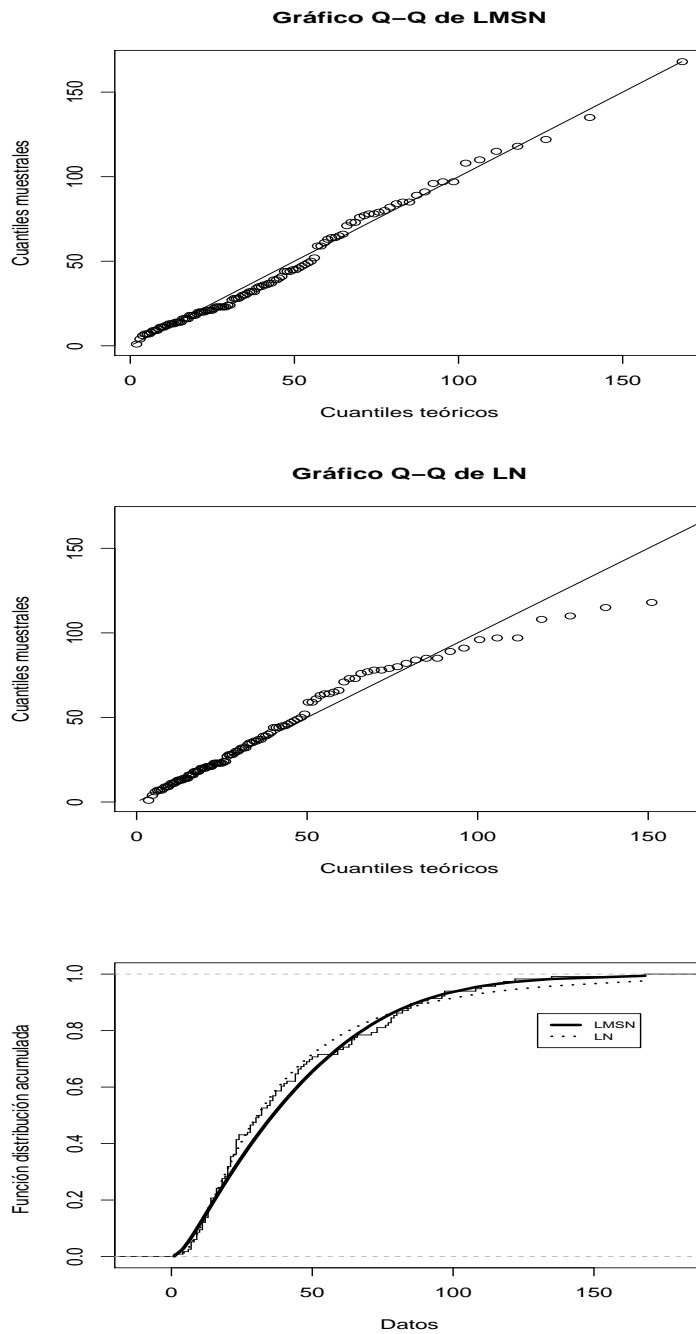 Gráfico Q−Q de LMSN
Cuantiles muestrales
150
100
50
0
0 50 100 150
Cuantiles teóricos
Gráfico Q−Q de LN
Cuantiles muestrales
150
100
50
0
0 50 100 150
Cuantiles teóricos
Función distribución acumulada
1.0
0.8
0.6
0.4
0.2
0.0
LMSN
LN
0 50 100 150
Datos